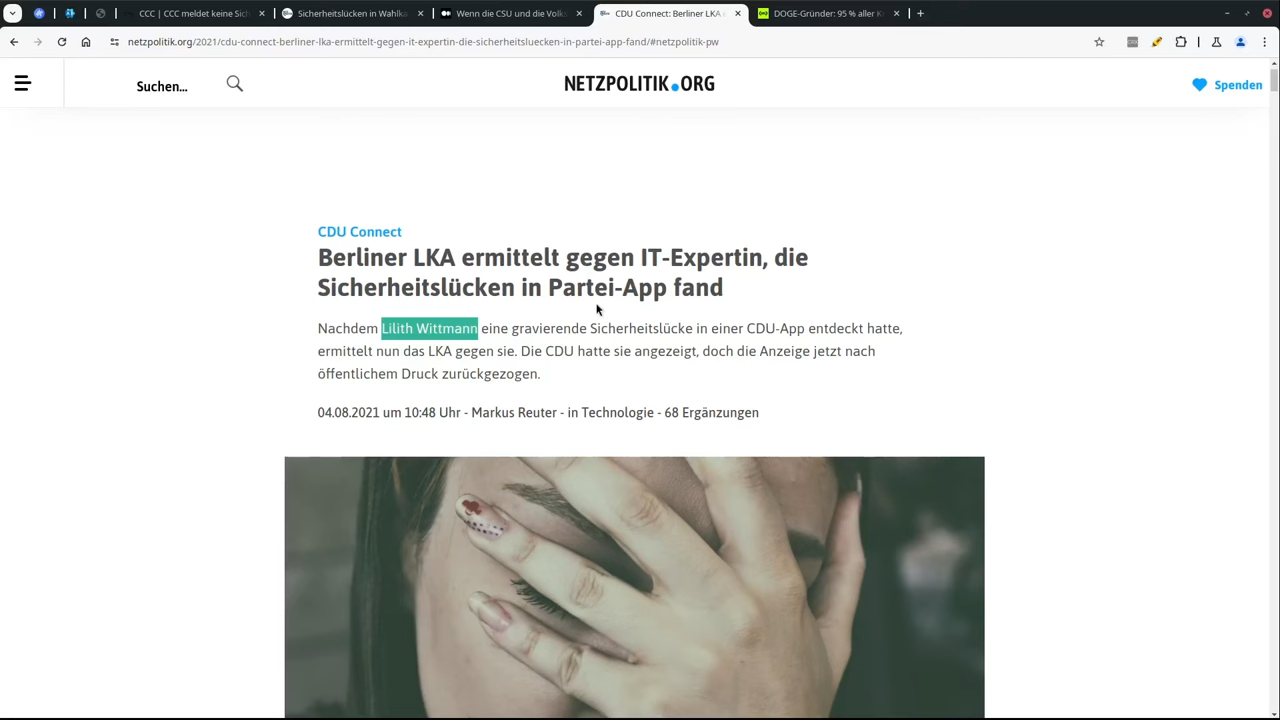 CCC | CCC meldet keine Sich
Sicherheitslücken in Wahlka
Wenn die CSU und die Volks
CDU Connect: Berliner LKA e
DOGE-Gründer: 95 % aller K
netzpolitik.org/2021/cdu-connect-berliner-lka-ermittelt-gegen-it-expertin-die-sicherheitsluecken-in-partei-app-fand/#netzpolitik-pw
Suchen...
NETZPOLITIK.ORG
Spenden
CDU Connect
Berliner LKA ermittelt gegen IT-Expertin, die
Sicherheitslücken in Partei-App fand
Nachdem Lilith Wittmann eine gravierende Sicherheitslücke in einer CDU-App entdeckt hatte,
ermittelt nun das LKA gegen sie. Die CDU hatte sie angezeigt, doch die Anzeige jetzt nach
öffentlichem Druck zurückgezogen.
04.08.2021 um 10:48 Uhr - Markus Reuter - in Technologie - 68 Ergänzungen